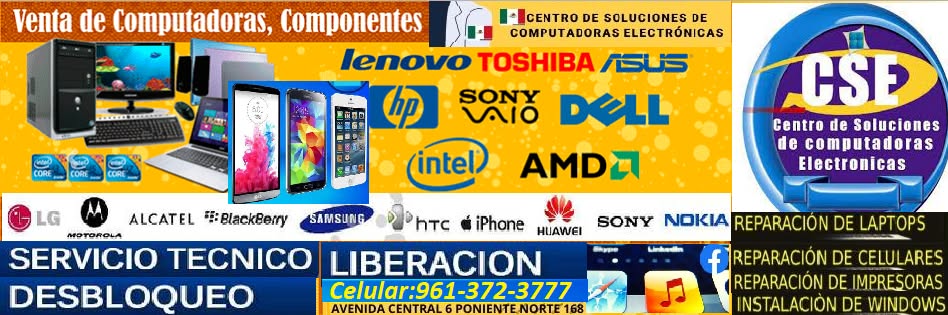 Venta de Computadoras, Componentes
CENTRO DE SOLUCIONES DE
COMPUTADORAS ELECTRÓNICAS
lenovo TOSHIBA ASUS
hp SONY VAIO DELL
intel AMD
LG MOTOROLA ALCATEL BlackBerry SAMSUNG hTC iPhone HUAWEI SONY NOKIA
SERVICIO TECNICO
DESBLOQUEO
LIBERACION
Celular:961-372-3777
AVENIDA CENTRAL 6 PONIENTE NORTE 168
Skype LinkedIn
CSE
Centro de Soluciones
de computadoras
Electronicas
REPARACIÓN DE LAPTOPS
REPARACIÓN DE CELULARES
REPARACIÓN DE IMPRESORAS
INSTALACIÒN DE WINDOWS